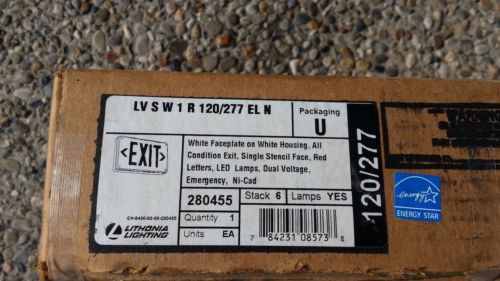 LV S W 1 R 120/277 EL N
Packaging
U
<EXIT>
White Faceplate on White Housing, All
Condition Exit, Single Stencil Face, Red
Letters, LED Lamps, Dual Voltage,
Emergency, Ni-Cad
280455
Stack 6
Lamps YES
Quantity 1
Units EA
LITHONIA
LIGHTING
7 84231 08573 8
120/277
energy
ENERGY STAR